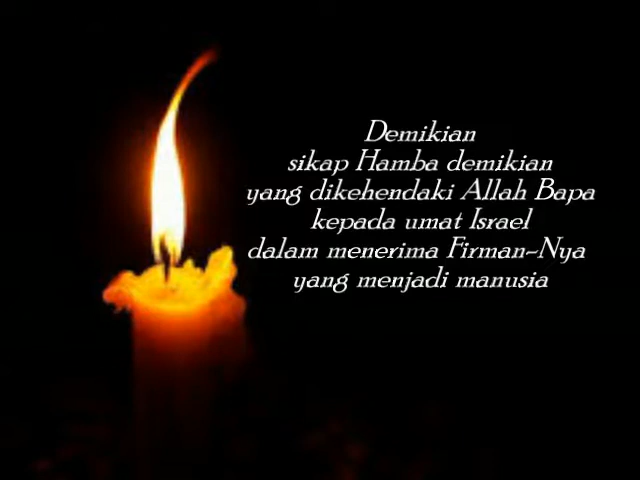 Demikian
sikap Hamba demikian
yang dikehendaki Allah Bapa
kepada umat Israel
dalam menerima Firman-Nya
yang menjadi manusia